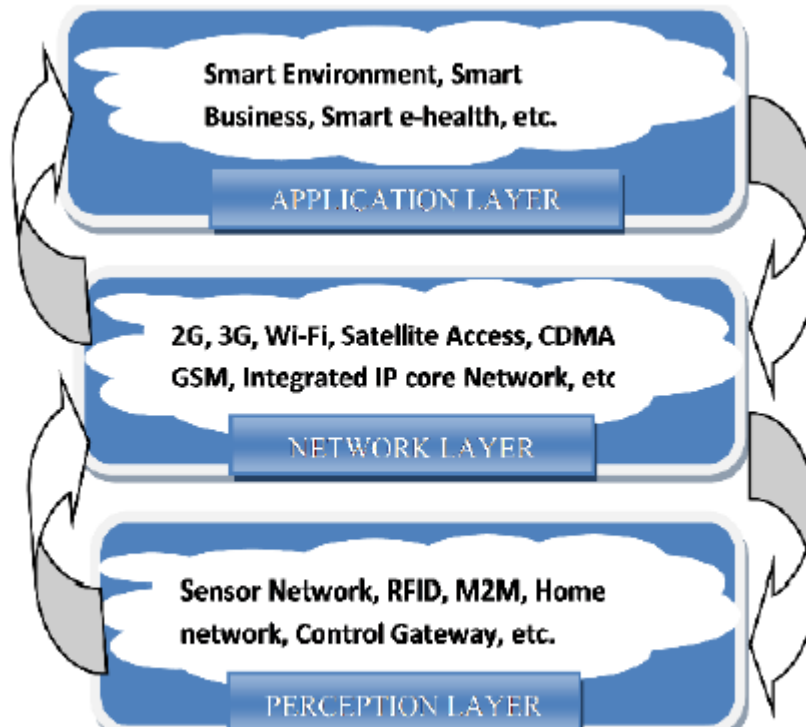 Smart Environment, Smart
Business, Smart e-health, etc.
APPLICATION LAYER
2G, 3G, Wi-Fi, Satellite Access, CDMA
GSM, Integrated IP core Network, etc
NETWORK LAYER
Sensor Network, RFID, M2M, Home
network, Control Gateway, etc.
PERCEPTION LAYER